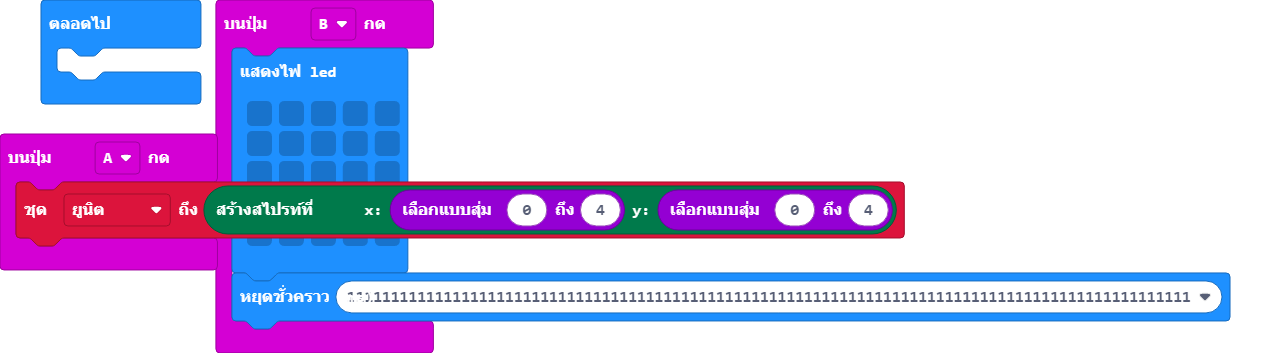 ตลอดไป
บนปุ่ม B กด
แสดงไฟ led
บนปุ่ม A กด
ชุด ยูนิต ถึง สร้างสไปรท์ที่ x: เลือกแบบสุ่ม 0 ถึง 4 y: เลือกแบบสุ่ม 0 ถึง 4
หยุดชั่วคราว